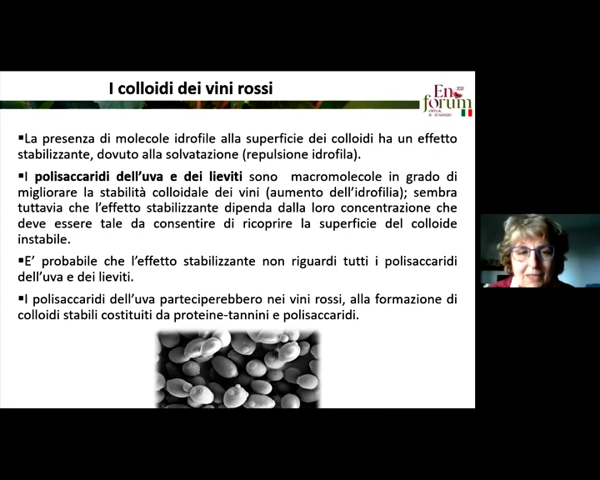 I colloidi dei vini rossi
2021
En
forum
▪La presenza di molecole idrofile alla superficie dei colloidi ha un effetto
stabilizzante, dovuto alla solvatazione (repulsione idrofila).
▪I polisaccaridi dell'uva e dei lieviti sono macromolecole in grado di
migliorare la stabilità colloidale dei vini (aumento dell'idrofilia); sembra
tuttavia che l'effetto stabilizzante dipenda dalla loro concentrazione che
deve essere tale da consentire di ricoprire la superficie del colloide
instabile.
▪E' probabile che l'effetto stabilizzante non riguardi tutti i polisaccaridi
dell'uva e dei lieviti.
▪I polisaccaridi dell'uva parteciperebbero nei vini rossi, alla formazione di
colloidi stabili costituiti da proteine-tannini e polisaccaridi.